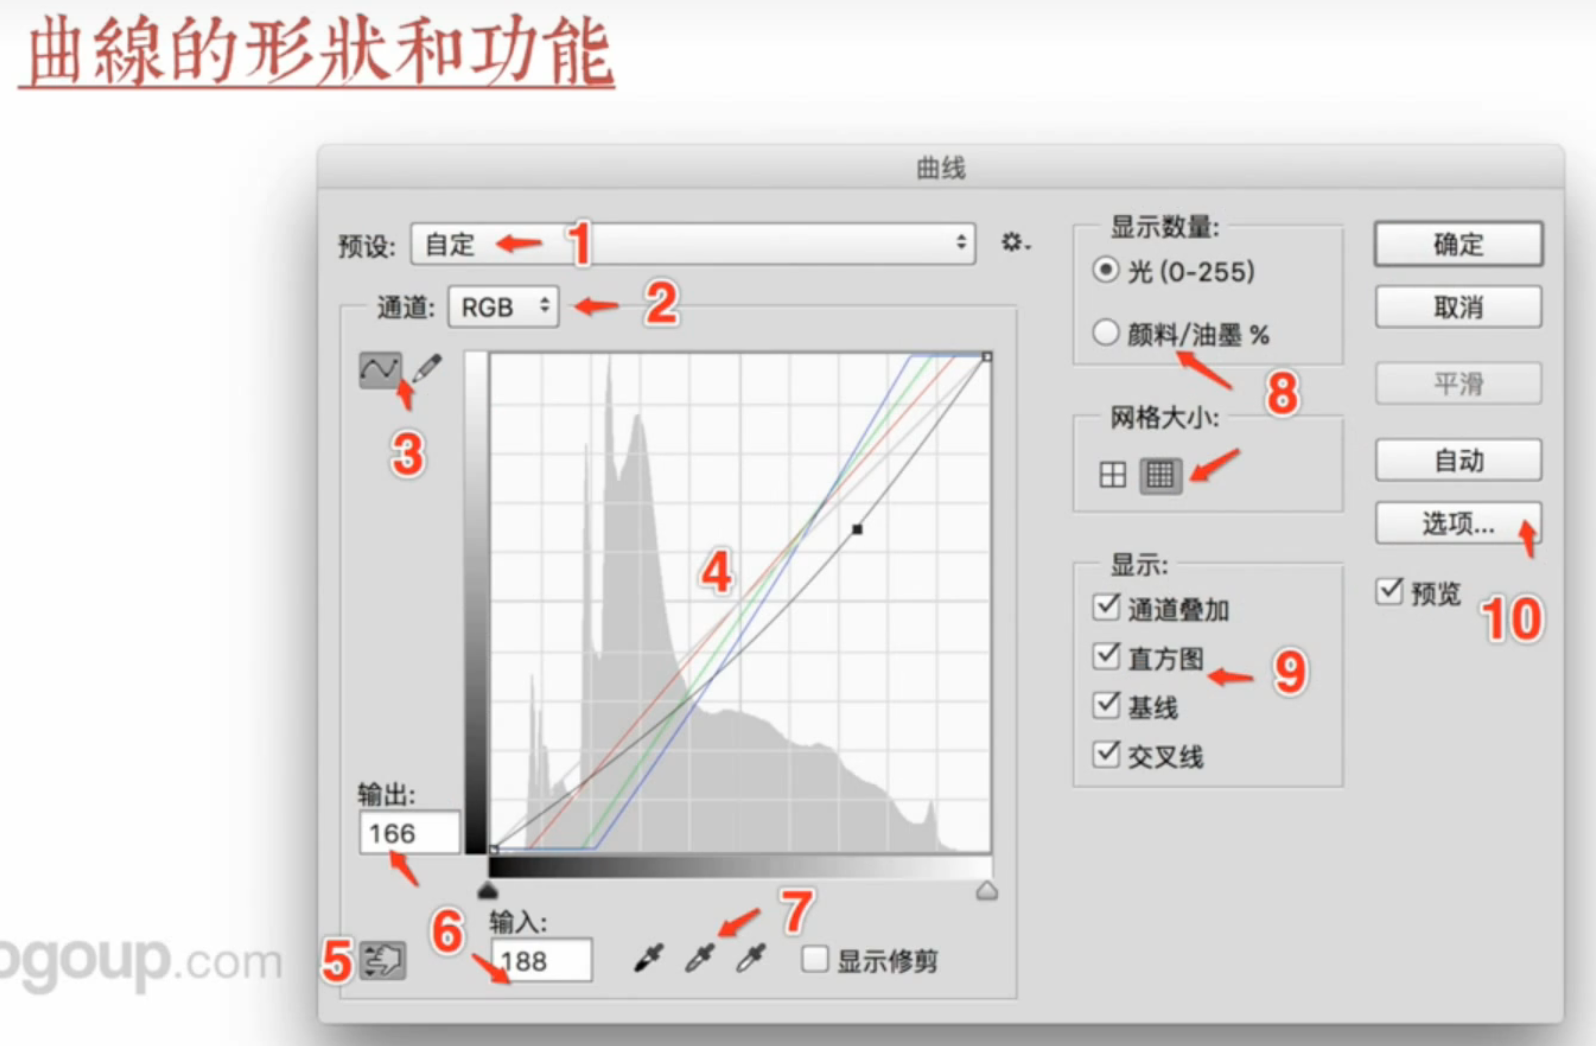 曲線的形狀和功能
曲线
预设: 自定 1
通道: RGB 2
3
4
输出:
166
5
6
输入:
188
7
显示修剪
显示数量:
光 (0-255)
颜料/油墨 %
8
网格大小:
显示:
通道叠加
直方图
9
基线
交叉线
确定
取消
平滑
自动
选项...
预览
10
ogoup.com